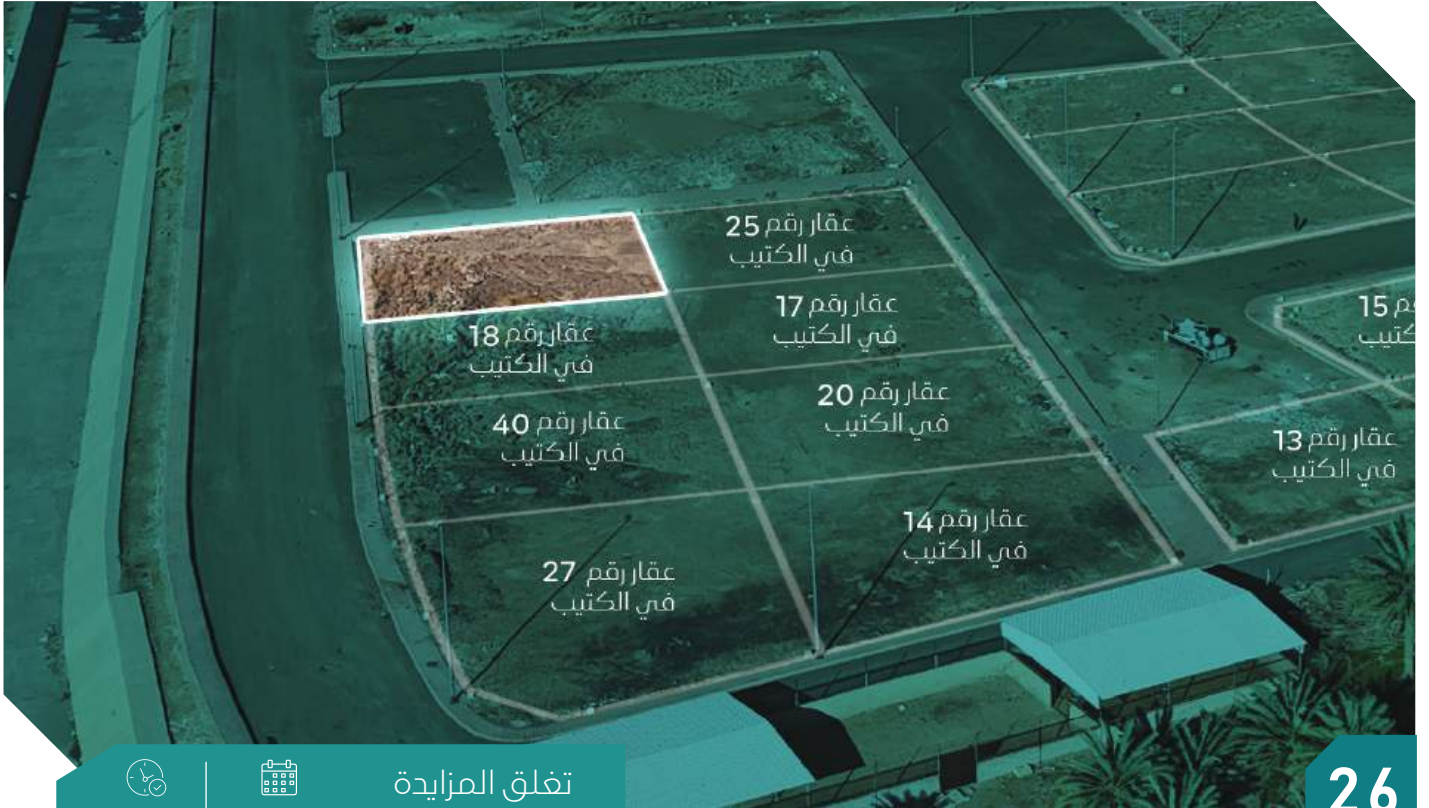 عقار رقم 25
في الكتيب
عقار رقم 17
في الكتيب
15
عقار رقم 18
في الكتيب
عقار رقم 20
في الكتيب
عقار رقم 40
في الكتيب
عقار رقم 13
في الكتيب
عقار رقم 14
في الكتيب
عقار رقم 27
في الكتيب
تغلق المزايدة
26